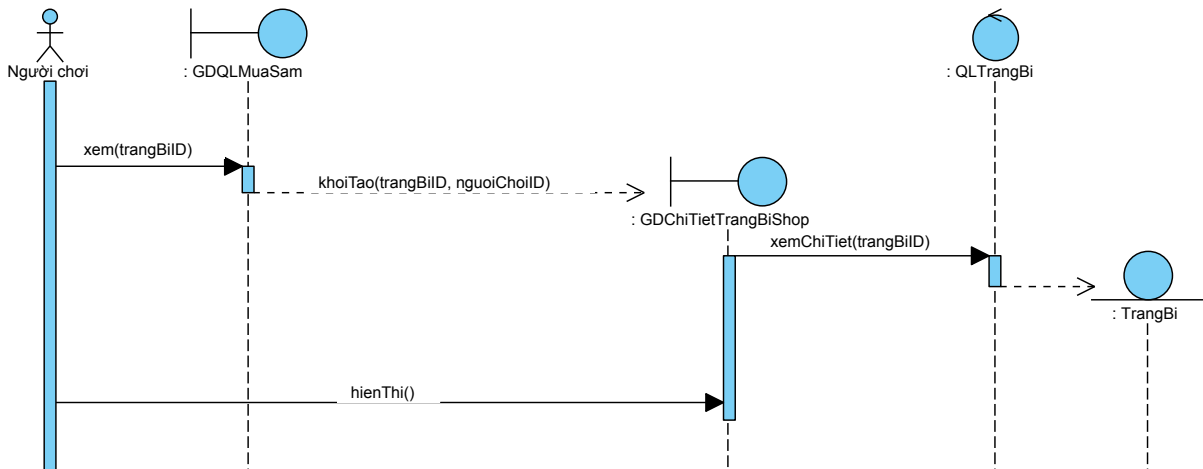 Người chơi
: GDQLMuaSam
: QLTrangBi
xem(trangBiID)
khoiTao(trangBiID, nguoiChoiID)
: GDChiTietTrangBiShop
xemChiTiet(trangBiID)
: TrangBi
hienThi()